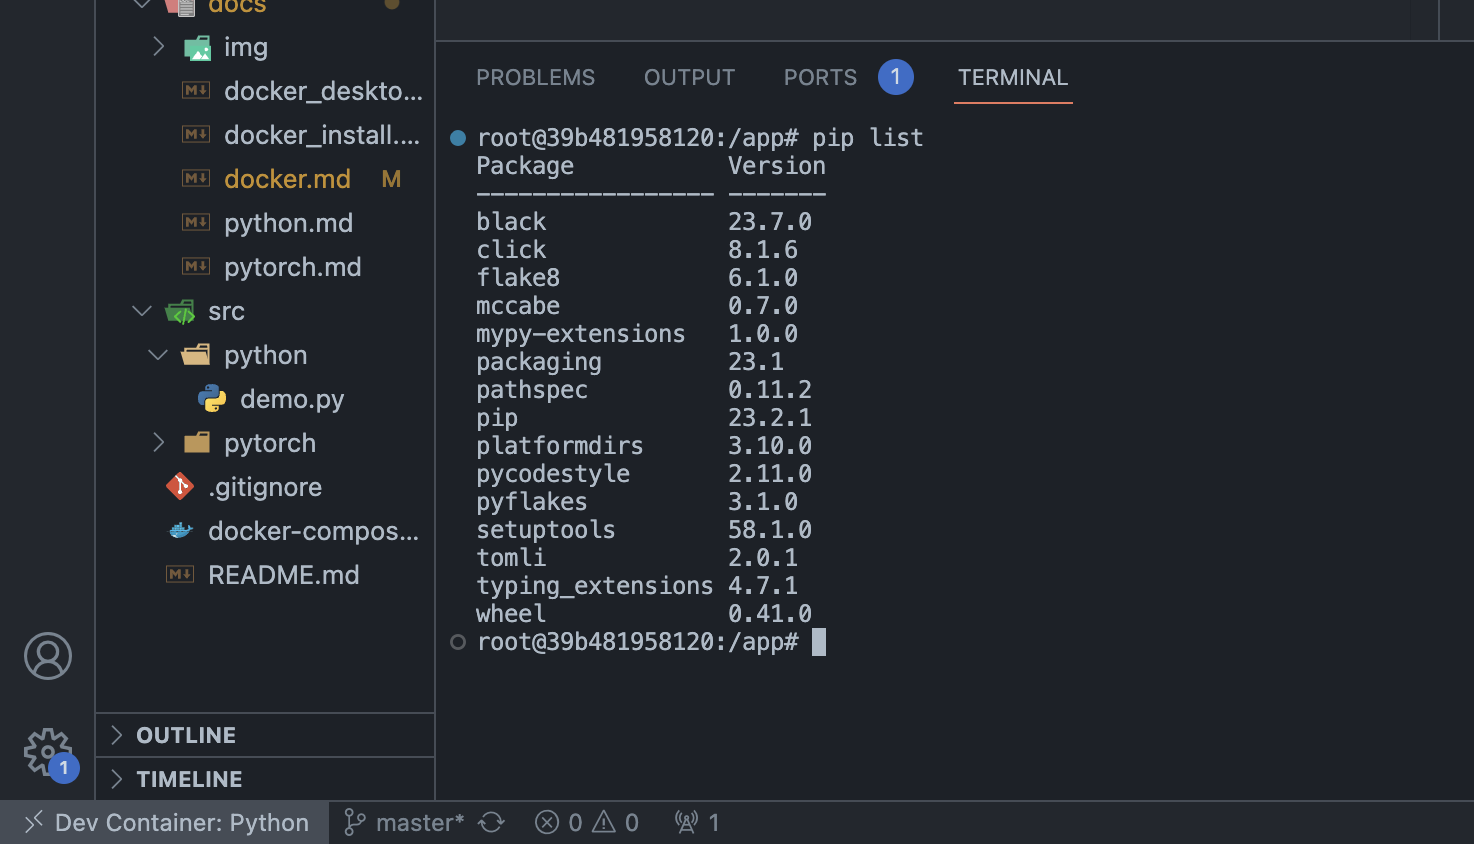 docs
img
docker_deskto...
docker_install....
docker.md M
python.md
pytorch.md
src
python
demo.py
pytorch
.gitignore
docker-compos...
README.md
OUTLINE
TIMELINE
PROBLEMS OUTPUT PORTS 1 TERMINAL
root@39b481958120:/app# pip list
Package Version
----------------- -------
black 23.7.0
click 8.1.6
flake8 6.1.0
mccabe 0.7.0
mypy-extensions 1.0.0
packaging 23.1
pathspec 0.11.2
pip 23.2.1
platformdirs 3.10.0
pycodestyle 2.11.0
pyflakes 3.1.0
setuptools 58.1.0
tomli 2.0.1
typing_extensions 4.7.1
wheel 0.41.0
root@39b481958120:/app#
1
Dev Container: Python master* 0 0 1